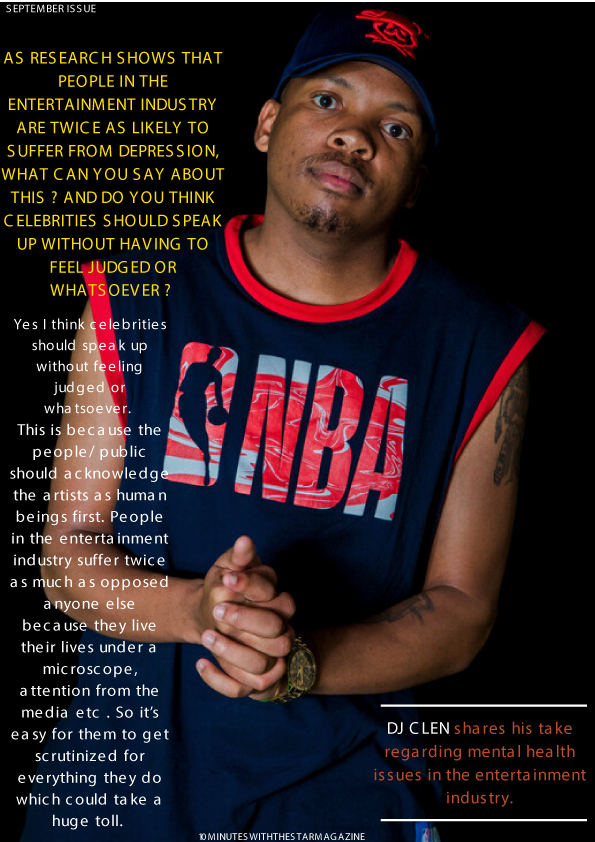 SEPTEMBER ISSUE
AS RESEARCH SHOWS THAT
PEOPLE IN THE
ENTERTAINMENT INDUSTRY
ARE TWICE AS LIKELY TO
SUFFER FROM DEPRESSION,
WHAT CAN YOU SAY ABOUT
THIS ? AND DO YOU THINK
CELEBRITIES SHOULD SPEAK
UP WITHOUT HAVING TO
FEEL JUDGED OR
WHATSOEVER ?
Yes I think celebrities
should speak up
without feeling
judged or
whatsoever.
This is because the
people/ public
should acknowledge
the artists as human
beings first. People
in the entertainment
industry suffer twice
as much as opposed
anyone else
because they live
their lives under a
microscope,
attention from the
media etc . So it's
easy for them to get
scrutinized for
everything they do
which could take a
huge toll.
NBA
DJ CLEN shares his take
regarding mental health
issues in the entertainment
industry.
10MINUTESWITHTHESTARMAGAZINE